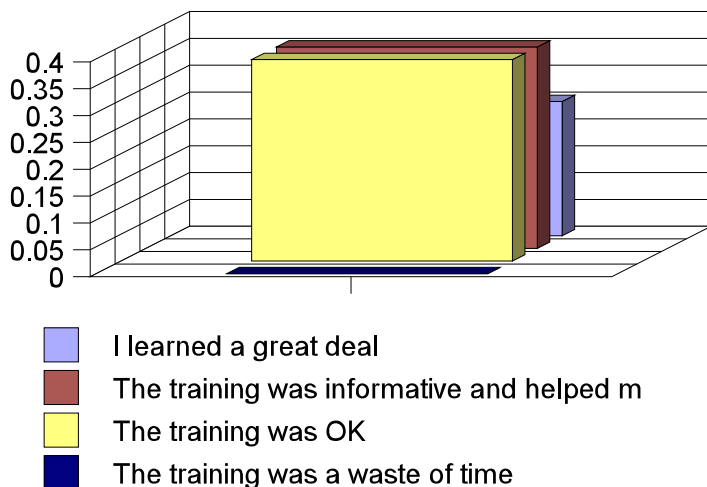 0.4
0.35
0.3
0.25
0.2
0.15
0.1
0.05
0
I learned a great deal
The training was informative and helped m
The training was OK
The training was a waste of time